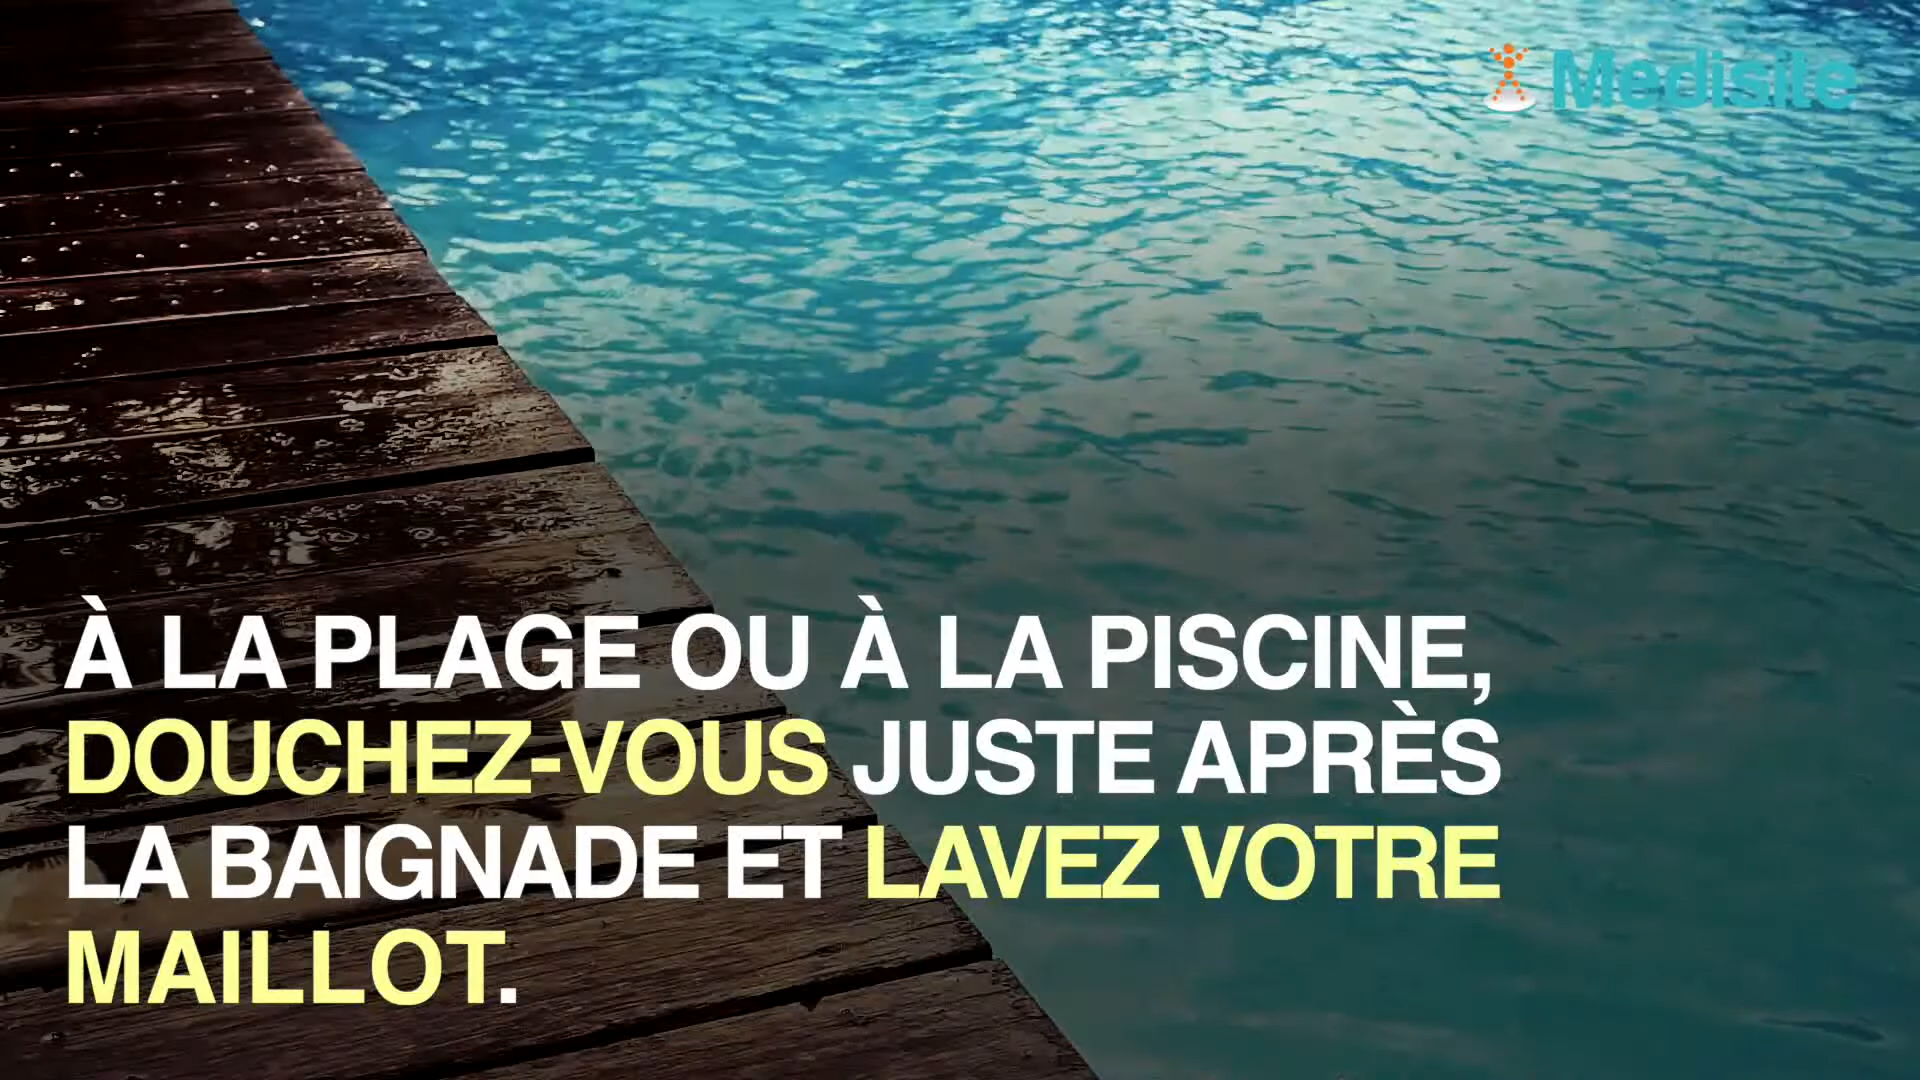 Medisite
À LA PLAGE OU À LA PISCINE,
DOUCHEZ-VOUS JUSTE APRÈS
LA BAIGNADE ET LAVEZ VOTRE
MAILLOT.